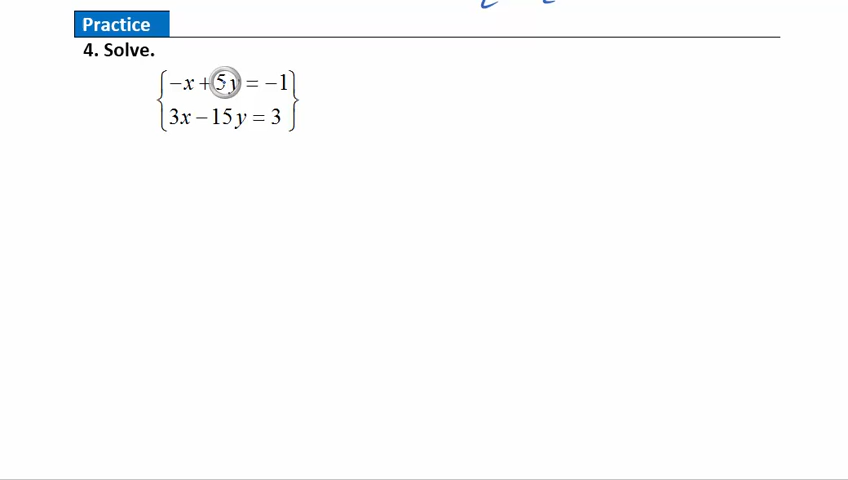 Practice
4. Solve.
−x + 5y = −1
3x − 15y = 3